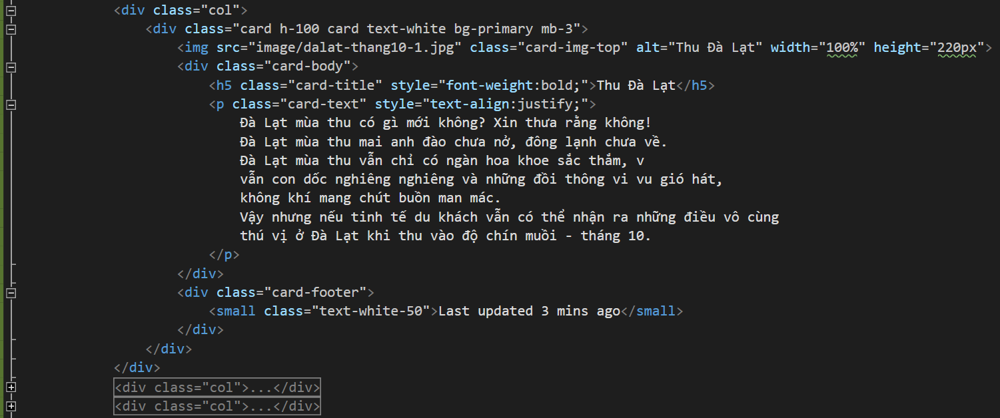 <div class="col">
<div class="card h-100 card text-white bg-primary mb-3">
<img src="image/dalat-thang10-1.jpg" class="card-img-top" alt="Thu Đà Lạt" width="100%" height="220px">
<div class="card-body">
<h5 class="card-title" style="font-weight:bold;">Thu Đà Lạt</h5>
<p class="card-text" style="text-align:justify;">
Đà Lạt mùa thu có gì mới không? Xin thưa rằng không!
Đà Lạt mùa thu mai anh đào chưa nở, đông lạnh chưa về.
Đà Lạt mùa thu vẫn chỉ có ngàn hoa khoe sắc thắm, v
vẫn con dốc nghiêng nghiêng và những đồi thông vi vu gió hát,
không khí mang chút buồn man mác.
Vậy nhưng nếu tinh tế du khách vẫn có thể nhận ra những điều vô cùng
thú vị ở Đà Lạt khi thu vào độ chín muồi - tháng 10.
</p>
</div>
<div class="card-footer">
<small class="text-white-50">Last updated 3 mins ago</small>
</div>
</div>
</div>
<div class="col">...</div>
<div class="col">...</div>